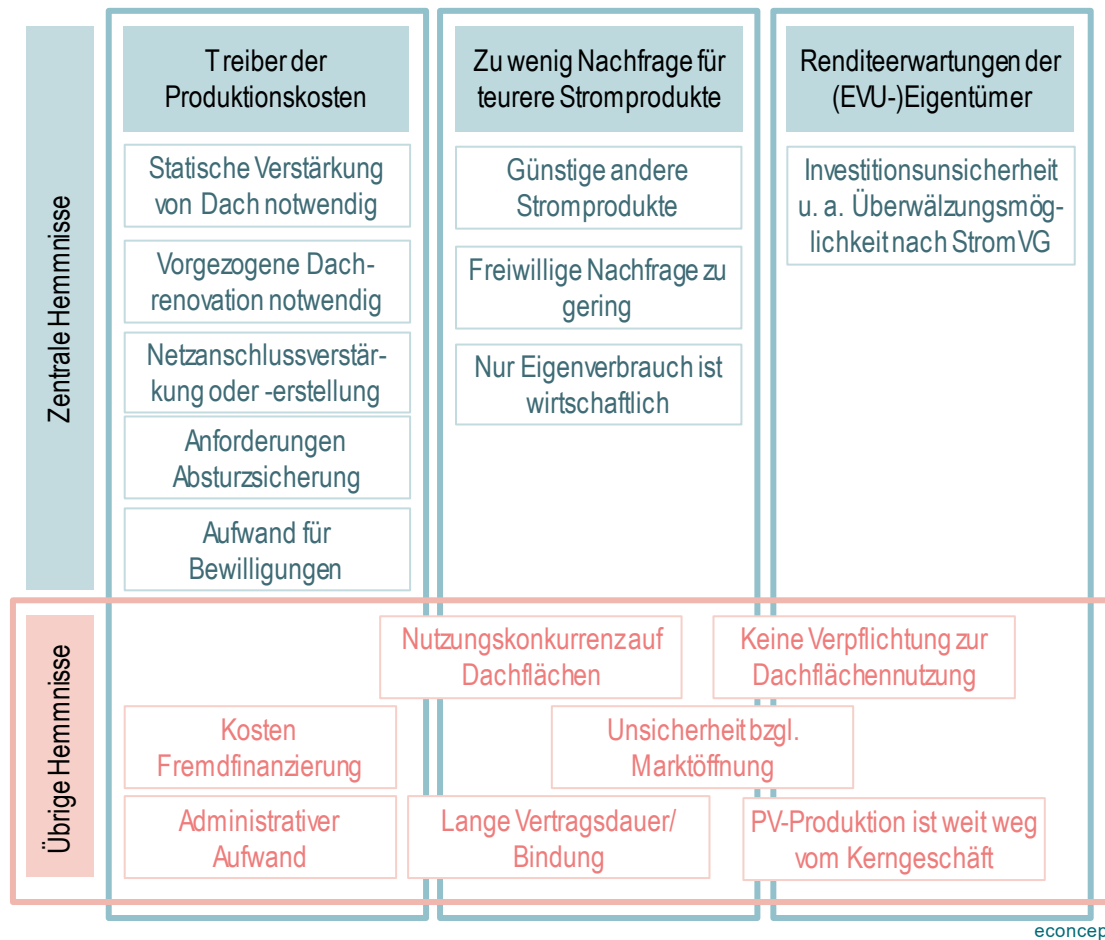 Zentrale Hemmnisse
Treiber der
Produktionskosten
Statische Verstärkung
von Dach notwendig
Vorgezogene Dach-
renovation notwendig
Netzanschlussverstär-
kung oder -erstellung
Anforderungen
Absturzsicherung
Aufwand für
Bewilligungen
Zu wenig Nachfrage für
teurere Stromprodukte
Günstige andere
Stromprodukte
Freiwillige Nachfrage zu
gering
Nur Eigenverbrauch ist
wirtschaftlich
Renditeerwartungen der
(EVU-)Eigentümer
Investitionsunsicherheit
u. a. Überwälzungsmög-
lichkeit nach StromVG
Übrige Hemmnisse
Nutzungskonkurrenz auf
Dachflächen
Keine Verpflichtung zur
Dachflächennutzung
Kosten
Fremdfinanzierung
Unsicherheit bzgl.
Marktöffnung
Administrativer
Aufwand
Lange Vertragsdauer/
Bindung
PV-Produktion ist weit weg
vom Kerngeschäft
econcep